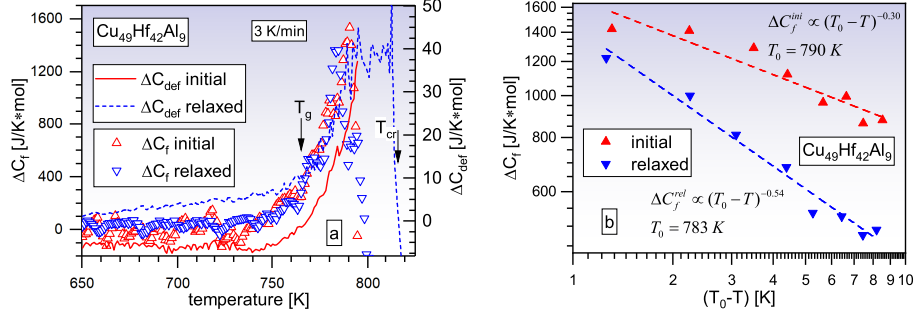 Cu49Hf42Al9
3 K/min
ΔCdef initial
ΔCdef relaxed
ΔCf initial
ΔCf relaxed
Tg
Tcr
a
1600
1200
800
400
0
ΔCf [J/K*mol]
50
40
30
20
10
0
ΔCdef [J/K*mol]
650
700
750
800
temperature [K]
ΔCf^ini ∝ (T0 − T)^−0.30
T0 = 790 K
initial
relaxed
Cu49Hf42Al9
ΔCf^rel ∝ (T0 − T)^−0.54
T0 = 783 K
b
1600
1400
1200
1000
800
600
ΔCf [J/K*mol]
1
2
3
4
5
6
7
8
9
10
(T0-T) [K]